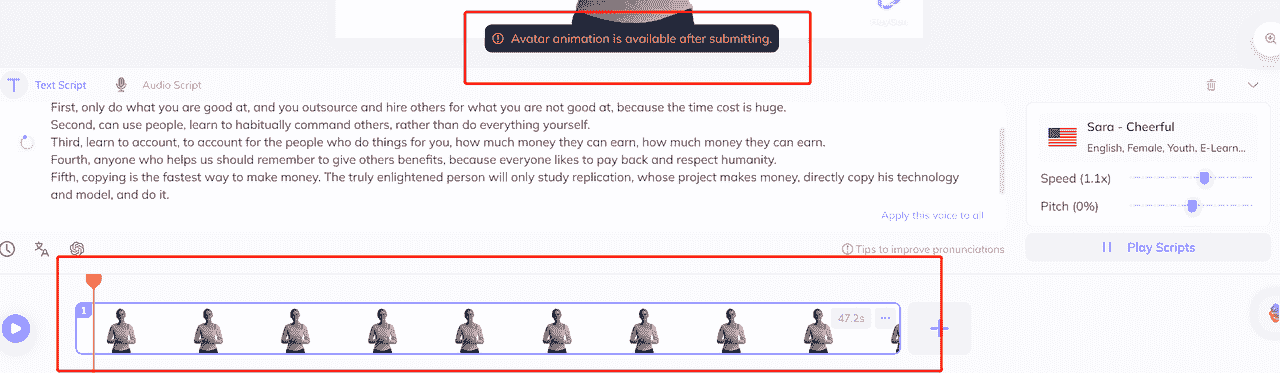 Avatar animation is available after submitting.
Text Script
Audio Script
First, only do what you are good at, and you outsource and hire others for what you are not good at, because the time cost is huge.
Second, can use people, learn to habitually command others, rather than do everything yourself.
Third, learn to account, to account for the people who do things for you, how much money they can earn, how much money they can earn.
Fourth, anyone who helps us should remember to give others benefits, because everyone likes to pay back and respect humanity.
Fifth, copying is the fastest way to make money. The truly enlightened person will only study replication, whose project makes money, directly copy his technology
and model, and do it.
Apply this voice to all
Sara - Cheerful
English, Female, Youth, E-Learn...
Speed (1.1x)
Pitch (0%)
Tips to improve pronunciations
Play Scripts
1
47.2s